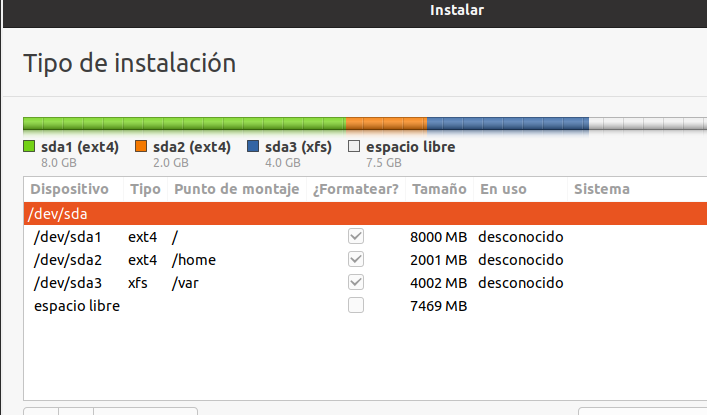 Instalar
Tipo de instalación
sda1 (ext4) sda2 (ext4) sda3 (xfs) espacio libre
8.0 GB 2.0 GB 4.0 GB 7.5 GB
Dispositivo Tipo Punto de montaje ¿Formatear? Tamaño En uso Sistema
/dev/sda
/dev/sda1 ext4 / 8000 MB desconocido
/dev/sda2 ext4 /home 2001 MB desconocido
/dev/sda3 xfs /var 4002 MB desconocido
espacio libre 7469 MB